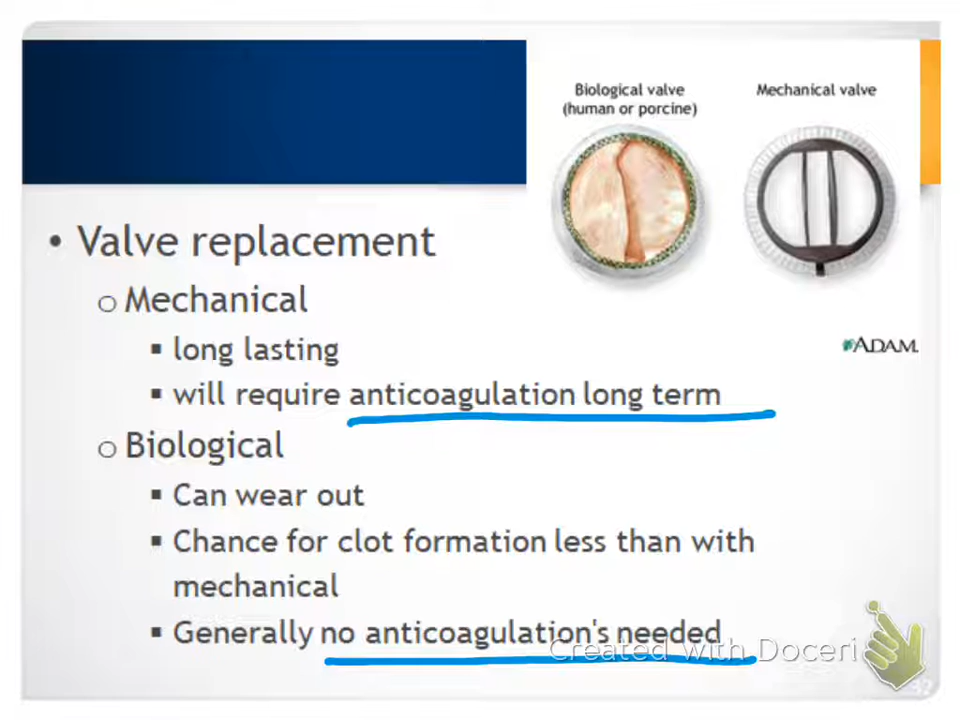 Biological valve
(human or porcine)
Mechanical valve
ADAM.
• Valve replacement
o Mechanical
▪ long lasting
▪ will require anticoagulation long term
o Biological
▪ Can wear out
▪ Chance for clot formation less than with
mechanical
▪ Generally no anticoagulation's needed
Created with Doceri
32